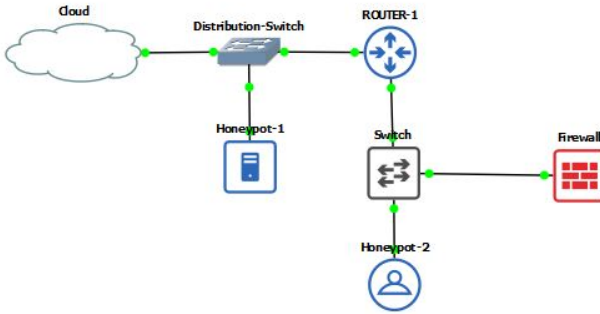 Cloud
Distribution-Switch
ROUTER-1
Honeypot-1
Switch
Firewall
Honeypot-2